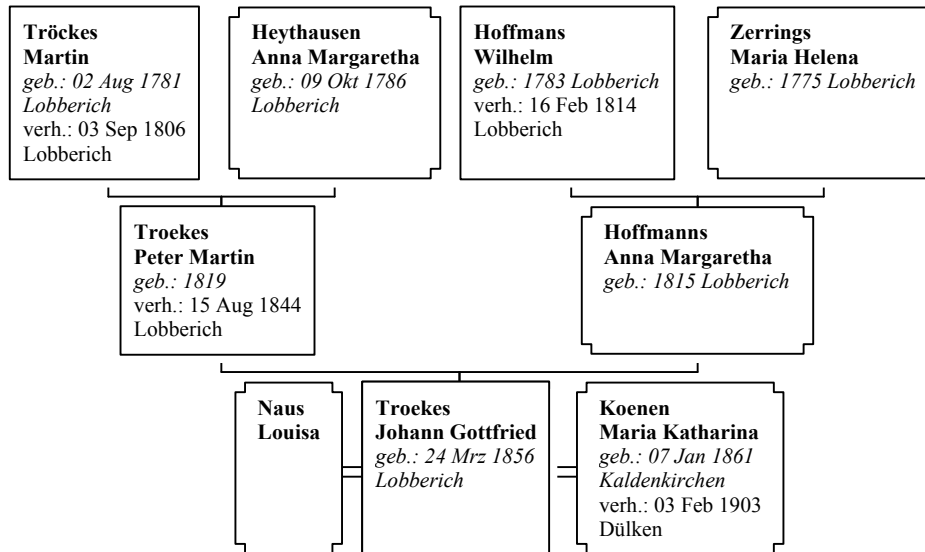 Tröckes
Martin
geb.: 02 Aug 1781
Lobberich
verh.: 03 Sep 1806
Lobberich
Heythausen
Anna Margaretha
geb.: 09 Okt 1786
Lobberich
Hoffmans
Wilhelm
geb.: 1783 Lobberich
verh.: 16 Feb 1814
Lobberich
Zerrings
Maria Helena
geb.: 1775 Lobberich
Troekes
Peter Martin
geb.: 1819
verh.: 15 Aug 1844
Lobberich
Hoffmanns
Anna Margaretha
geb.: 1815 Lobberich
Naus
Louisa
Troekes
Johann Gottfried
geb.: 24 Mrz 1856
Lobberich
Koenen
Maria Katharina
geb.: 07 Jan 1861
Kaldenkirchen
verh.: 03 Feb 1903
Dülken